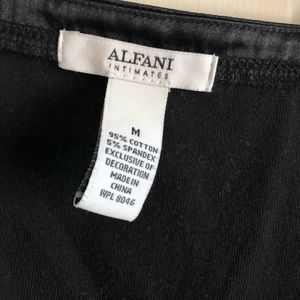 ALFANI
INTIMATES
M
95% COTTON
5% SPANDEX
EXCLUSIVE OF
DECORATION
MADE IN
CHINA
WPL 8046